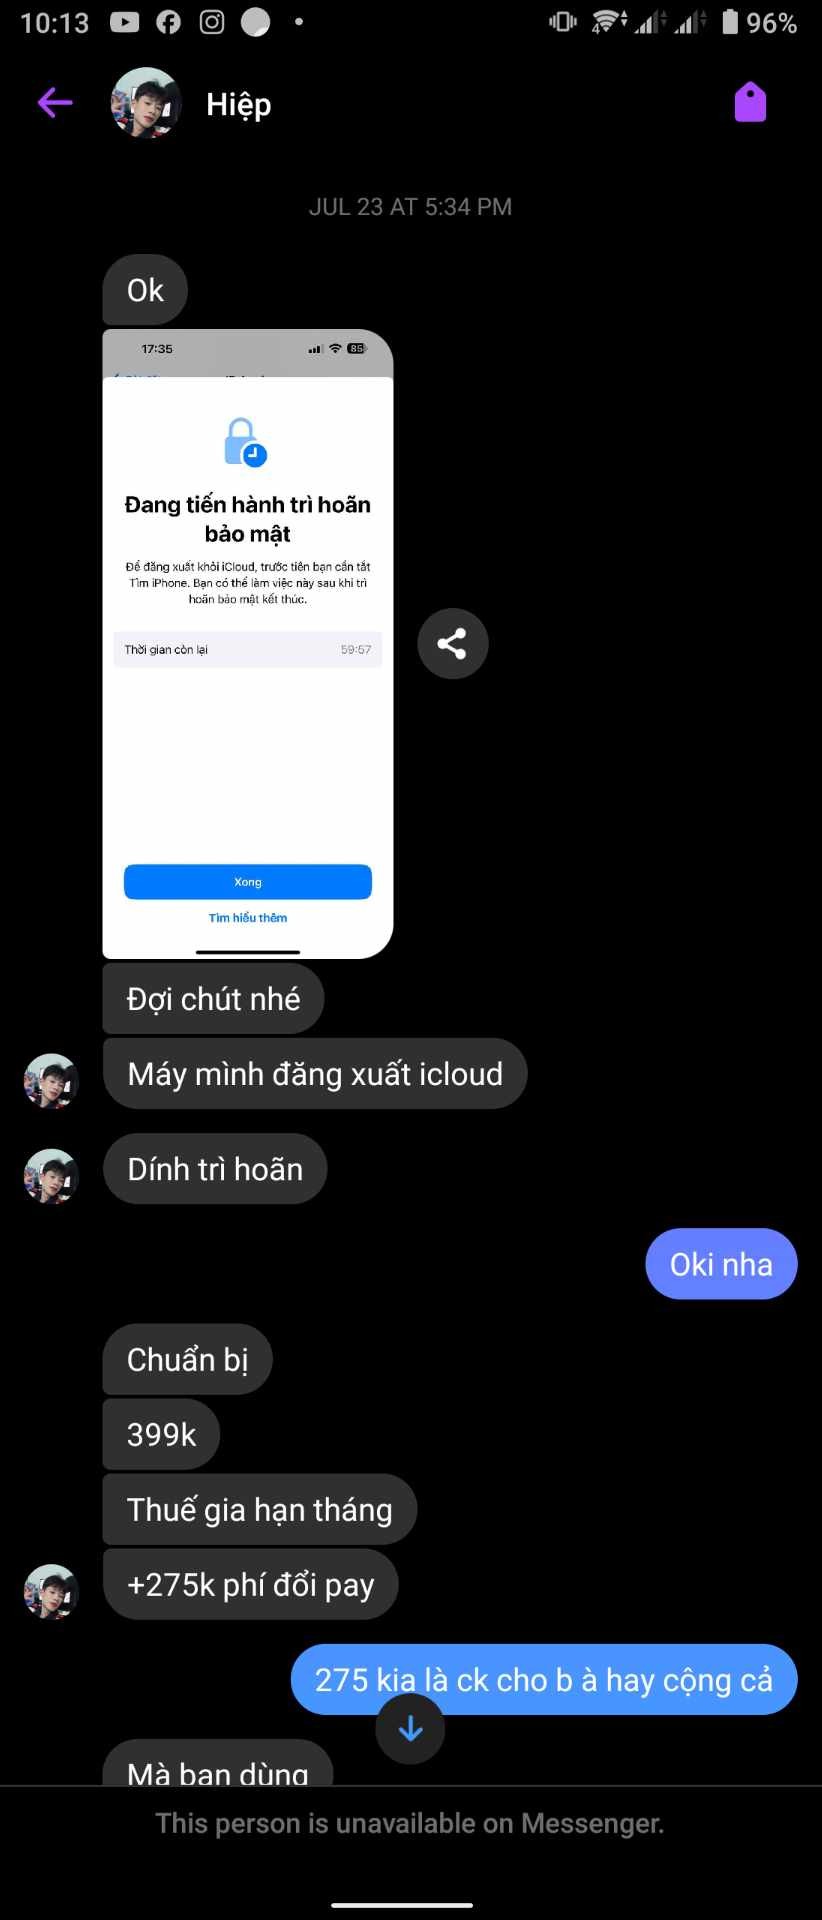 10:13
4
96%
Hiệp
JUL 23 AT 5:34 PM
Ok
17:35
85
Đang tiến hành trì hoãn
bảo mật
Để đăng xuất khỏi iCloud, trước tiên bạn cần tắt
Tìm iPhone. Bạn có thể làm việc này sau khi trì
hoãn bảo mật kết thúc.
Thời gian còn lại 59:57
Xong
Tìm hiểu thêm
Đợi chút nhé
Máy mình đăng xuất icloud
Dính trì hoãn
Oki nha
Chuẩn bị
399k
Thuế gia hạn tháng
+275k phí đổi pay
275 kia là ck cho b à hay cộng cả
Mà bạn dùng
This person is unavailable on Messenger.